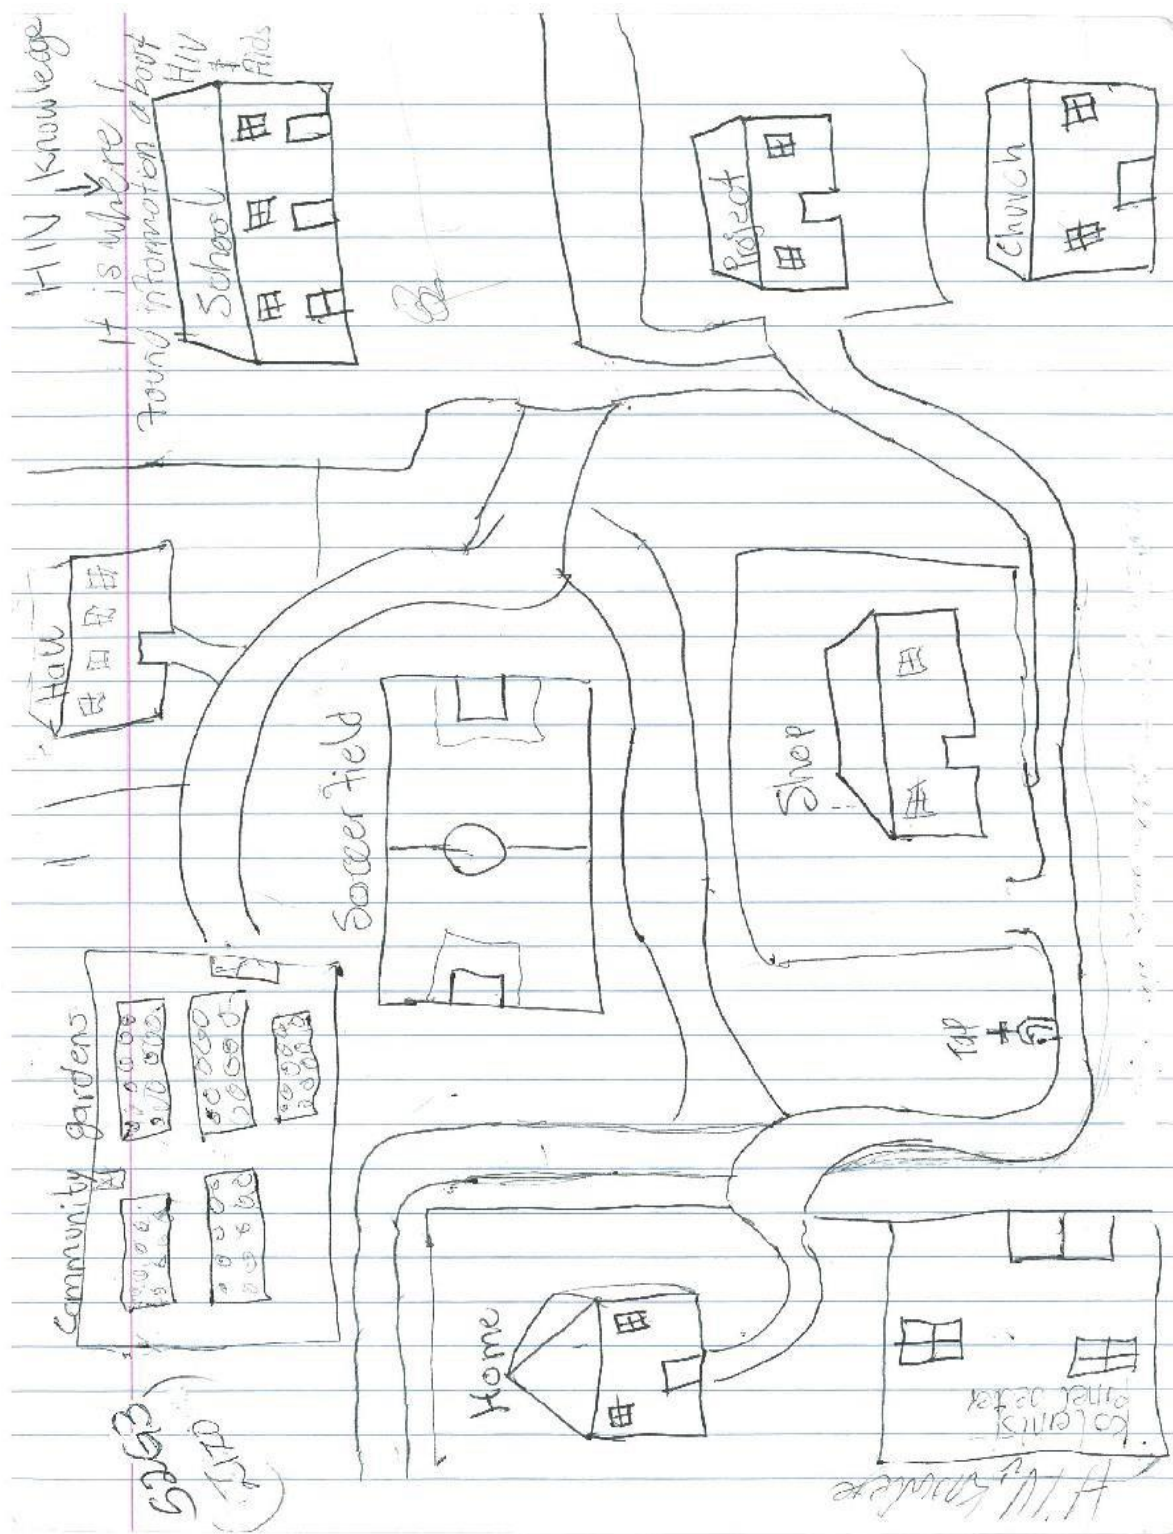 HIV Knowledge
It is where
found information about
HIV
+
Aids
School
Project
Church
Hall
Soccer Field
Shop
Community gardens
Tap
Home
S2G3
HIV Knowledge